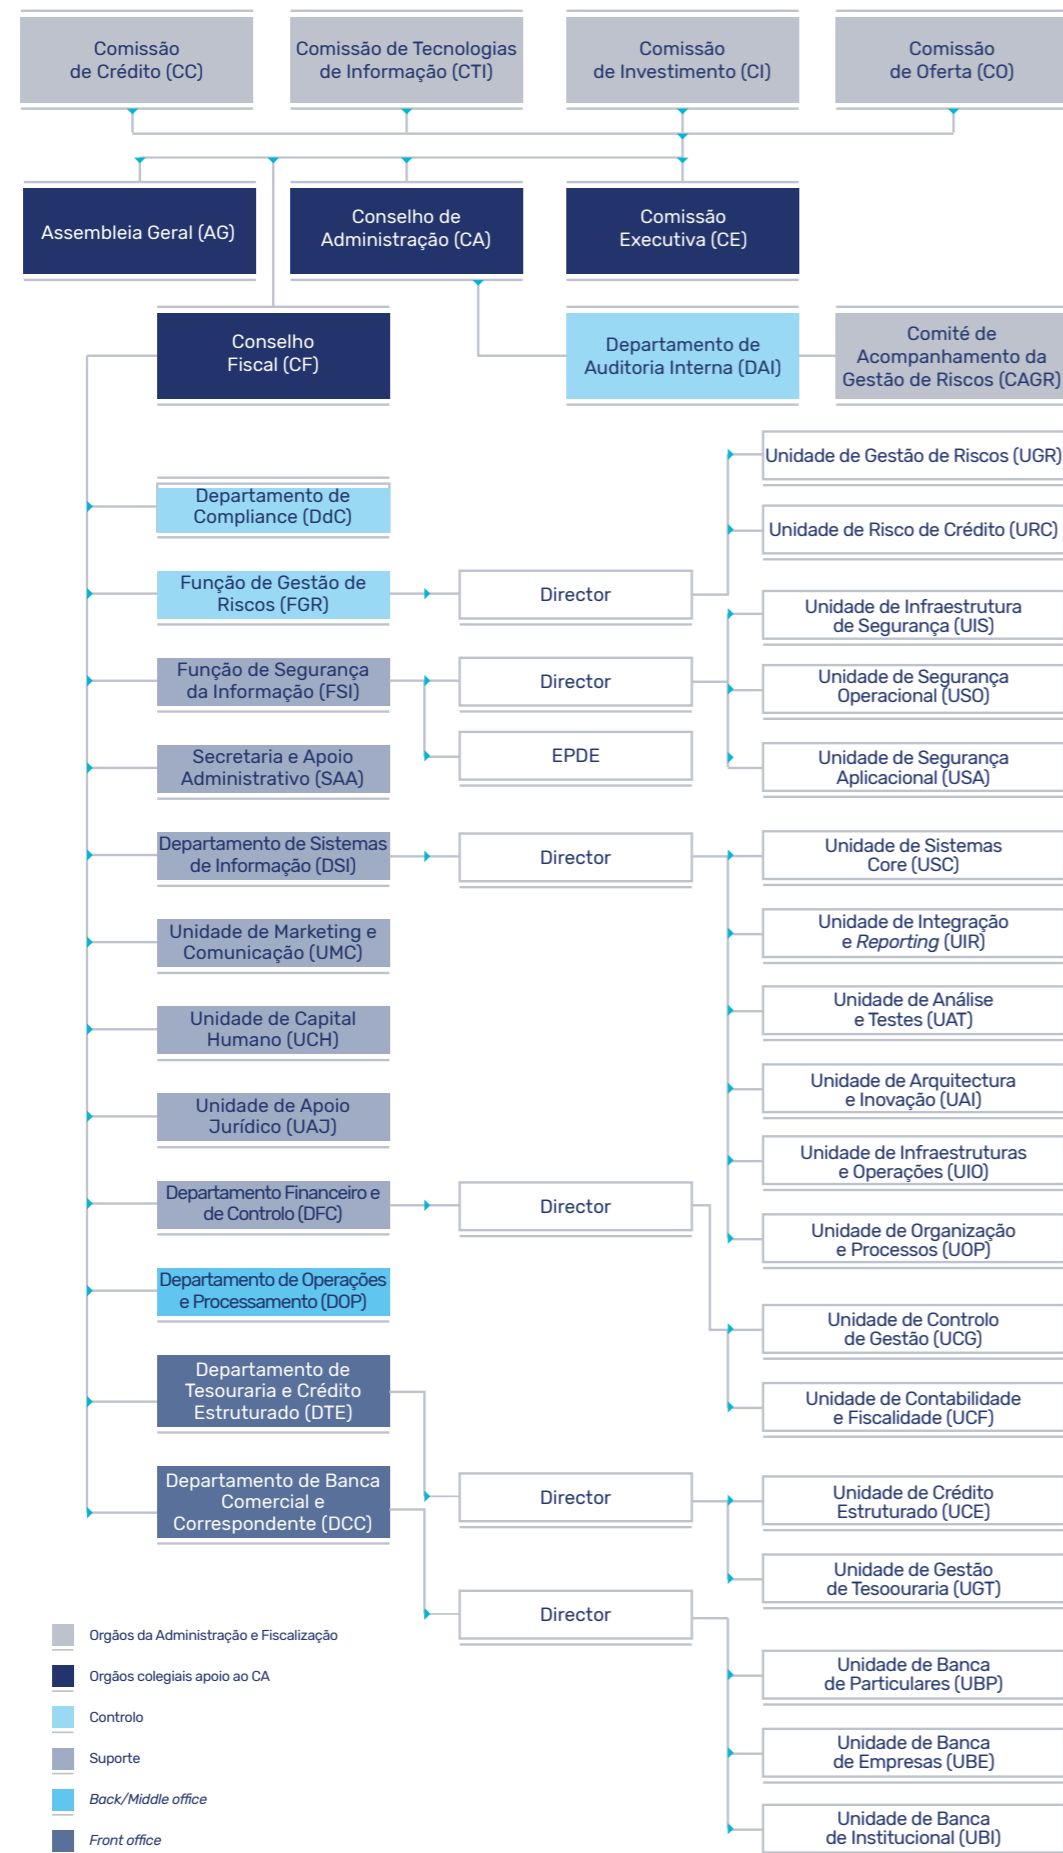 Comissão
de Crédito (CC)
Comissão de Tecnologias
de Informação (CTI)
Comissão
de Investimento (CI)
Comissão
de Oferta (CO)
Assembleia Geral (AG)
Conselho de
Administração (CA)
Comissão
Executiva (CE)
Conselho
Fiscal (CF)
Departamento de
Auditoria Interna (DAI)
Comité de
Acompanhamento da
Gestão de Riscos (CAGR)
Departamento de
Compliance (DdC)
Função de Gestão de
Riscos (FGR)
Director
Unidade de Gestão de Riscos (UGR)
Unidade de Risco de Crédito (URC)
Função de Segurança
da Informação (FSI)
Director
EPDE
Unidade de Infraestrutura
de Segurança (UIS)
Unidade de Segurança
Operacional (USO)
Unidade de Segurança
Aplicacional (USA)
Secretaria e Apoio
Administrativo (SAA)
Departamento de Sistemas
de Informação (DSI)
Director
Unidade de Sistemas
Core (USC)
Unidade de Integração
e Reporting (UIR)
Unidade de Análise
e Testes (UAT)
Unidade de Arquitectura
e Inovação (UAI)
Unidade de Infraestruturas
e Operações (UIO)
Unidade de Organização
e Processos (UOP)
Unidade de Marketing e
Comunicação (UMC)
Unidade de Capital
Humano (UCH)
Unidade de Apoio
Jurídico (UAJ)
Departamento Financeiro e
de Controlo (DFC)
Director
Unidade de Controlo
de Gestão (UCG)
Unidade de Contabilidade
e Fiscalidade (UCF)
Departamento de Operações
e Processamento (DOP)
Departamento de
Tesouraria e Crédito
Estruturado (DTE)
Director
Unidade de Crédito
Estruturado (UCE)
Unidade de Gestão
de Tesoouraria (UGT)
Departamento de Banca
Comercial e
Correspondente (DCC)
Director
Unidade de Banca
de Particulares (UBP)
Unidade de Banca
de Empresas (UBE)
Unidade de Banca
de Institucional (UBI)
Orgãos da Administração e Fiscalização
Orgãos colegiais apoio ao CA
Controlo
Suporte
Back/Middle office
Front office